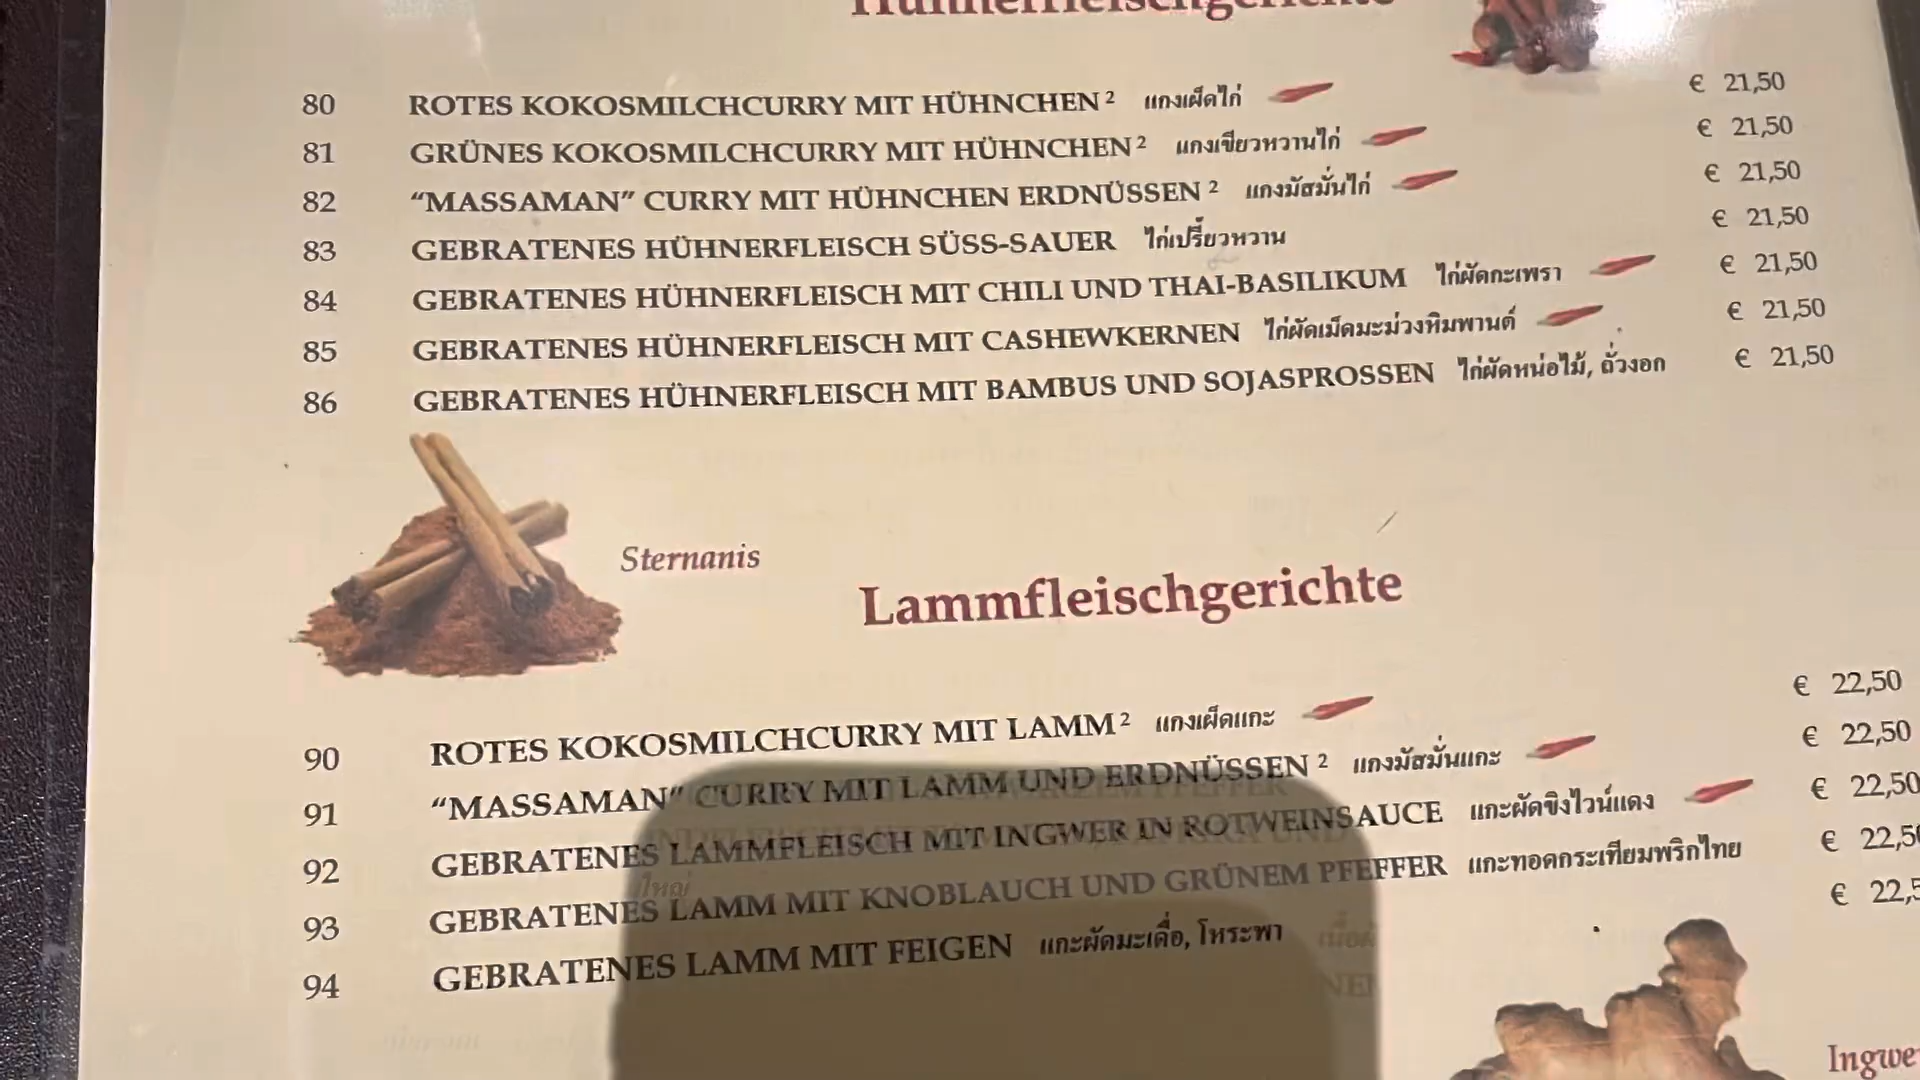 Hühnerfleischgerichte
80 ROTES KOKOSMILCHCURRY MIT HÜHNCHEN ² แกงเผ็ดไก่ € 21,50
81 GRÜNES KOKOSMILCHCURRY MIT HÜHNCHEN ² แกงเขียวหวานไก่ € 21,50
82 “MASSAMAN” CURRY MIT HÜHNCHEN ERDNÜSSEN ² แกงมัสมั่นไก่ € 21,50
83 GEBRATENES HÜHNERFLEISCH SÜSS-SAUER ไก่เปรี้ยวหวาน € 21,50
84 GEBRATENES HÜHNERFLEISCH MIT CHILI UND THAI-BASILIKUM ไก่ผัดกะเพรา € 21,50
85 GEBRATENES HÜHNERFLEISCH MIT CASHEWKERNEN ไก่ผัดเม็ดมะม่วงหิมพานต์ € 21,50
86 GEBRATENES HÜHNERFLEISCH MIT BAMBUS UND SOJASPROSSEN ไก่ผัดหน่อไม้, ถั่วงอก € 21,50
Sternanis
Lammfleischgerichte
90 ROTES KOKOSMILCHCURRY MIT LAMM ² แกงเผ็ดแกะ € 22,50
91 “MASSAMAN” CURRY MIT LAMM UND ERDNÜSSEN ² แกงมัสมั่นแกะ € 22,50
92 GEBRATENES LAMMFLEISCH MIT INGWER IN ROTWEINSAUCE แกะผัดขิงไวน์แดง € 22,50
93 GEBRATENES LAMM MIT KNOBLAUCH UND GRÜNEM PFEFFER แกะทอดกระเทียมพริกไทย € 22,5
94 GEBRATENES LAMM MIT FEIGEN แกะผัดมะเดื่อ, โหระพา € 22,5
Ingwe